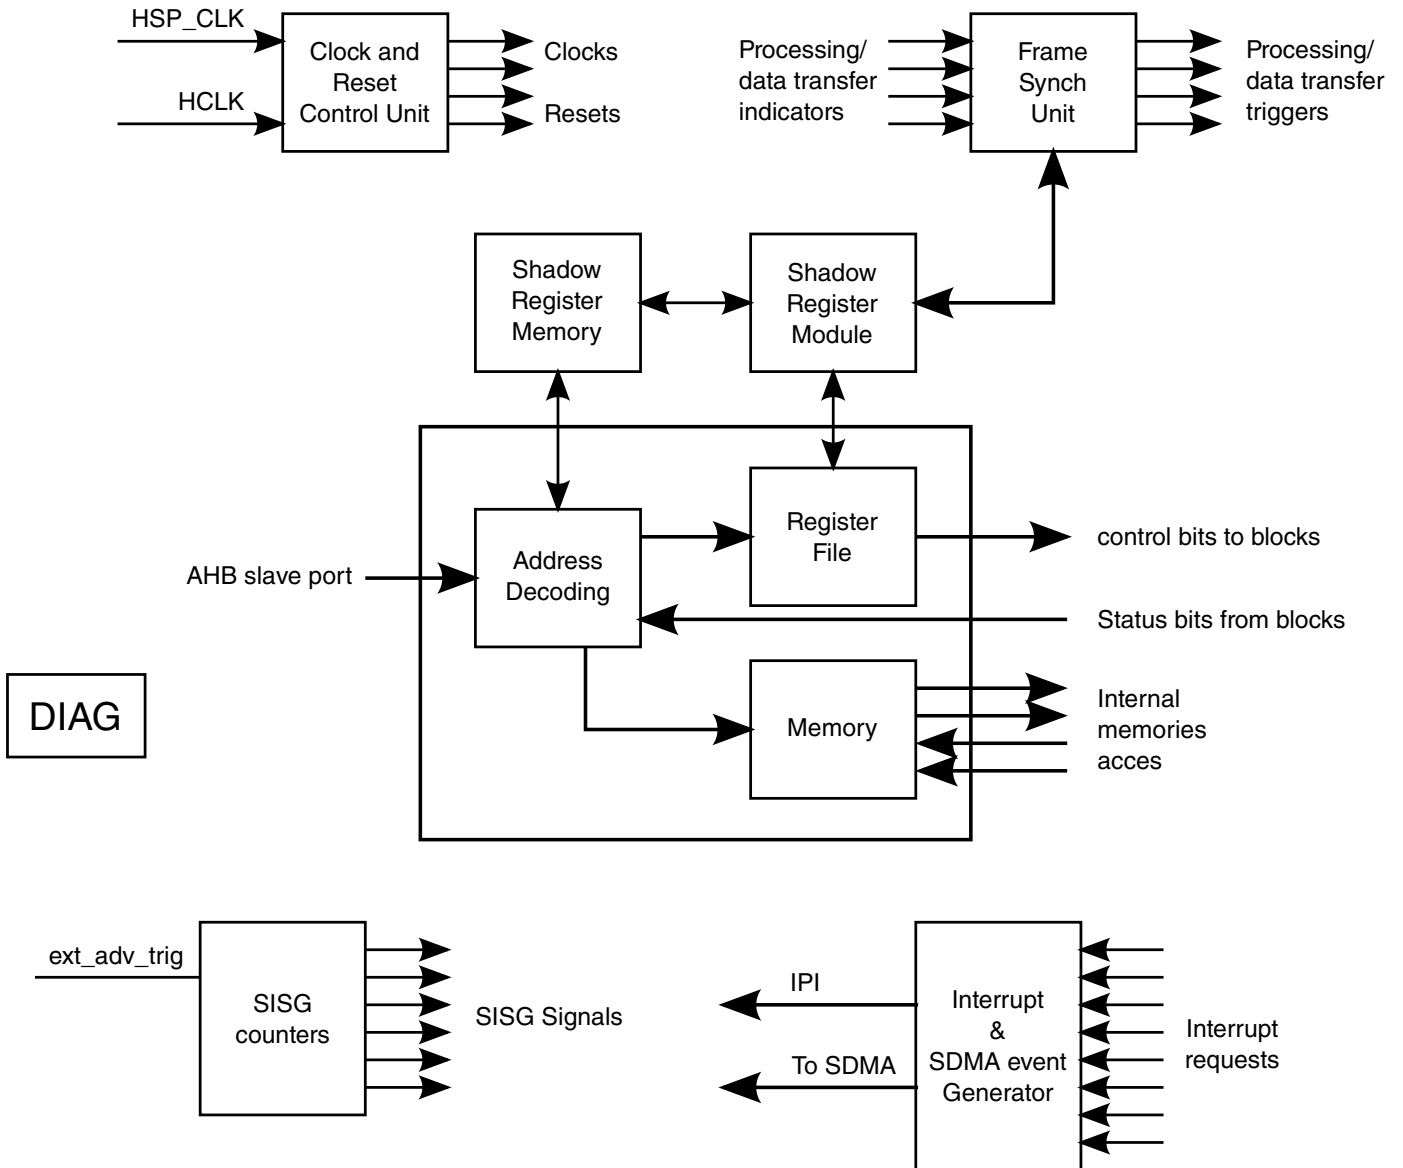 HSP_CLK
HCLK
Clock and
Reset
Control Unit
Clocks
Resets
Processing/
data transfer
indicators
Frame
Synch
Unit
Processing/
data transfer
triggers
Shadow
Register
Memory
Shadow
Register
Module
AHB slave port
Address
Decoding
Register
File
control bits to blocks
Status bits from blocks
DIAG
Memory
Internal
memories
acces
ext_adv_trig
SISG
counters
SISG Signals
IPI
To SDMA
Interrupt
&
SDMA event
Generator
Interrupt
requests